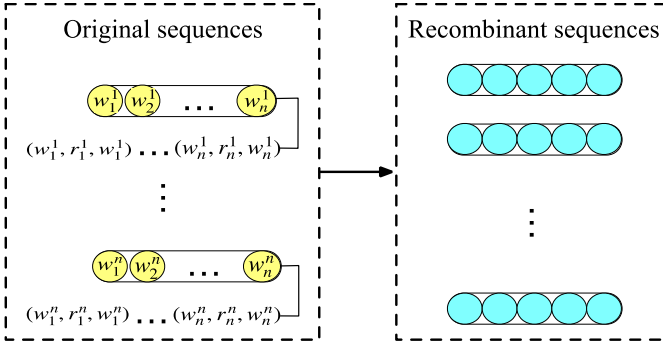 Original sequences
w_1^1 w_2^1 ... w_n^1
(w_1^1, r_1^1, w_1^1) ... (w_n^1, r_n^1, w_n^1)
⋮
w_1^n w_2^n ... w_n^n
(w_1^n, r_1^n, w_1^n) ... (w_n^n, r_n^n, w_n^n)
Recombinant sequences
⋮